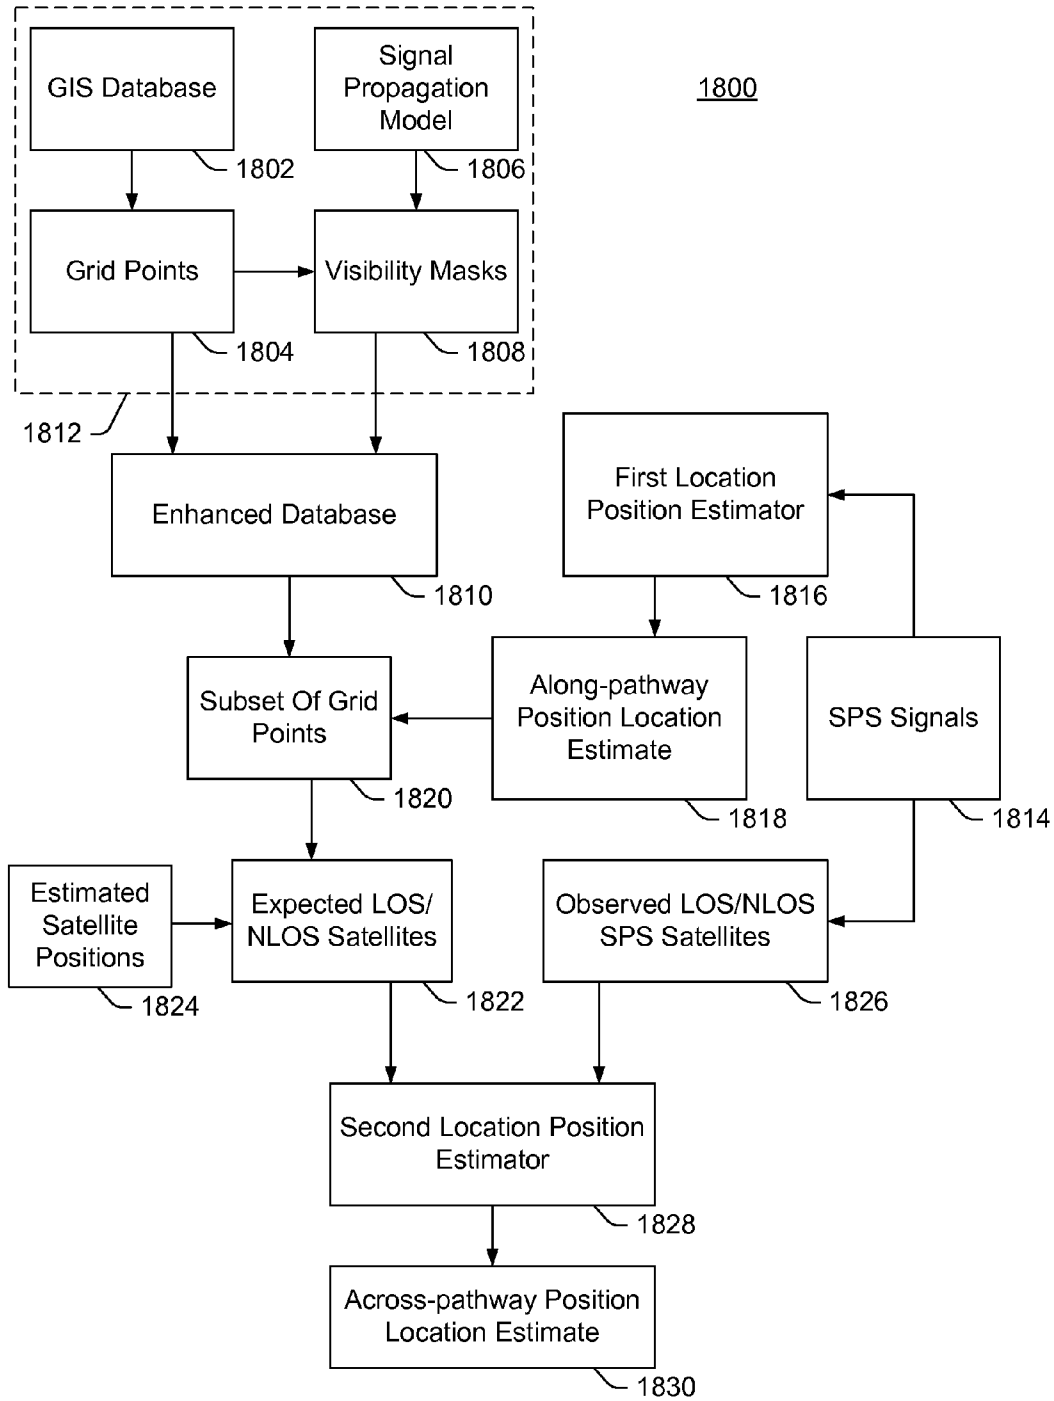 GIS Database
1802
Signal
Propagation
Model
1806
1800
Grid Points
1804
Visibility Masks
1808
1812
Enhanced Database
1810
First Location
Position Estimator
1816
Subset Of Grid
Points
1820
Along-pathway
Position Location
Estimate
1818
SPS Signals
1814
Estimated
Satellite
Positions
1824
Expected LOS/
NLOS Satellites
1822
Observed LOS/NLOS
SPS Satellites
1826
Second Location Position
Estimator
1828
Across-pathway Position
Location Estimate
1830